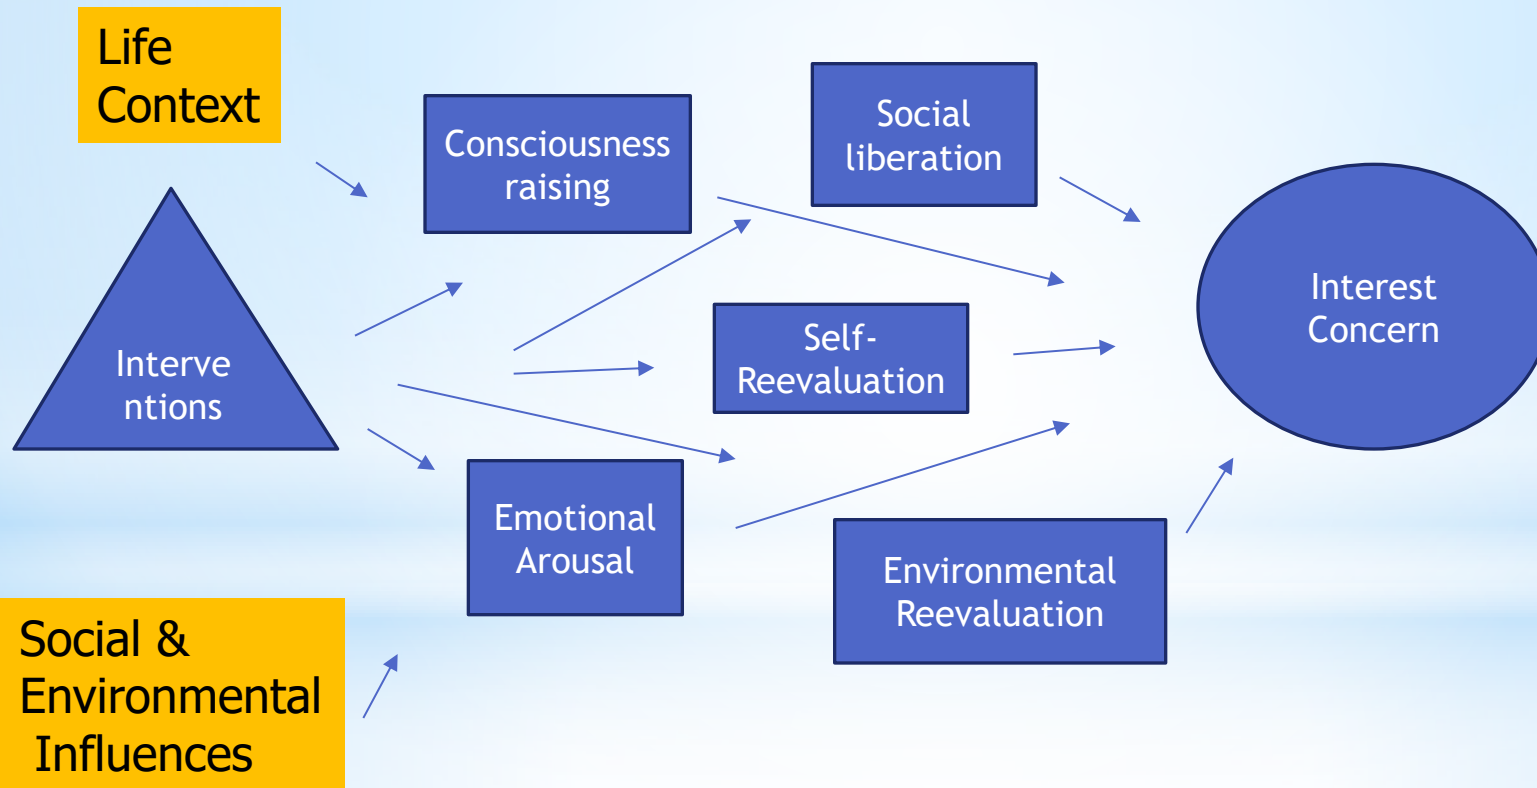 Life
Context
Consciousness
raising
Social
liberation
Interve
ntions
Self-
Reevaluation
Interest
Concern
Emotional
Arousal
Environmental
Reevaluation
Social &
Environmental
Influences